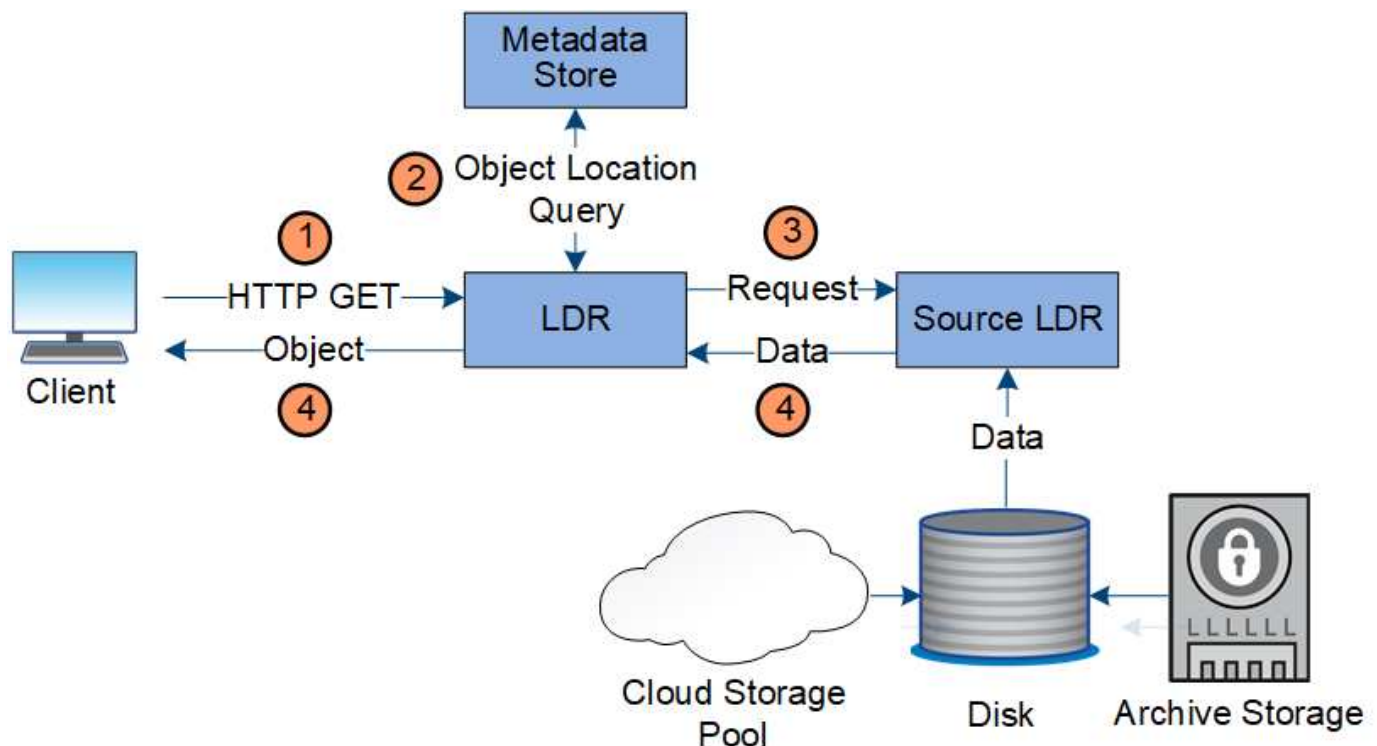 Metadata
Store
2
Object Location
Query
1
3
HTTP GET
LDR
Request
Source LDR
Object
Data
Client
4
4
Data
L L L L L L
Cloud Storage
Pool
Disk
Archive Storage